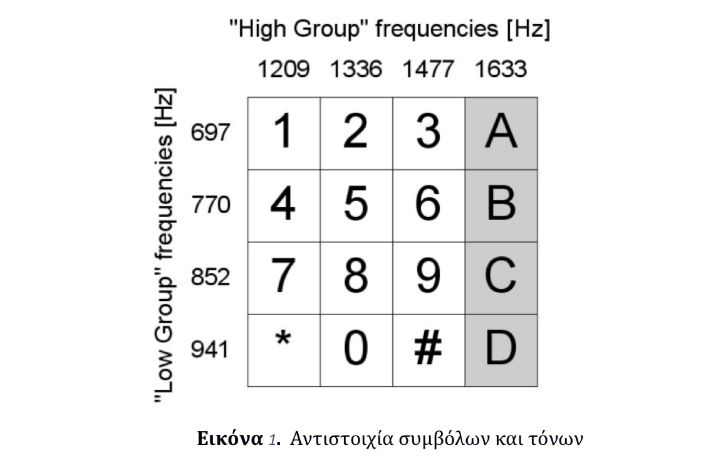 "High Group" frequencies [Hz]
1209 1336 1477 1633
"Low Group" frequencies [Hz]
697 1 2 3 A
770 4 5 6 B
852 7 8 9 C
941 * 0 # D
Εικόνα 1. Αντιστοιχία συμβόλων και τόνων